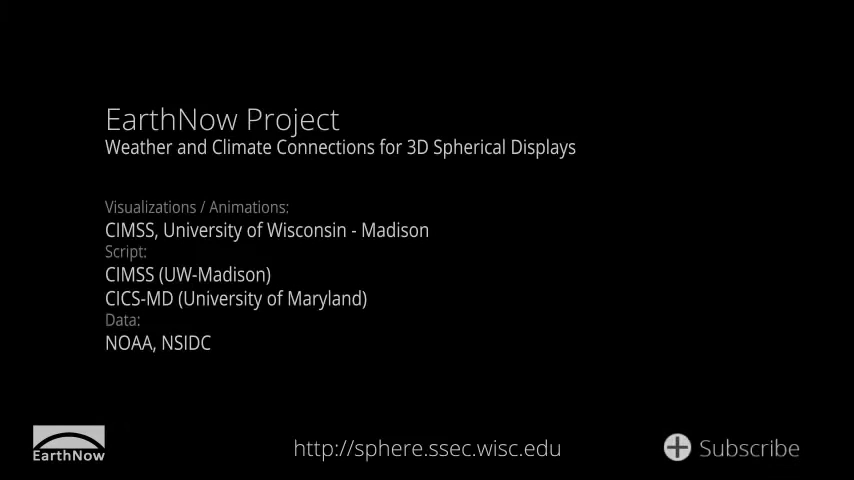 EarthNow Project
Weather and Climate Connections for 3D Spherical Displays
Visualizations / Animations:
CIMSS, University of Wisconsin - Madison
Script:
CIMSS (UW-Madison)
CICS-MD (University of Maryland)
Data:
NOAA, NSIDC
EarthNow
http://sphere.ssec.wisc.edu
Subscribe